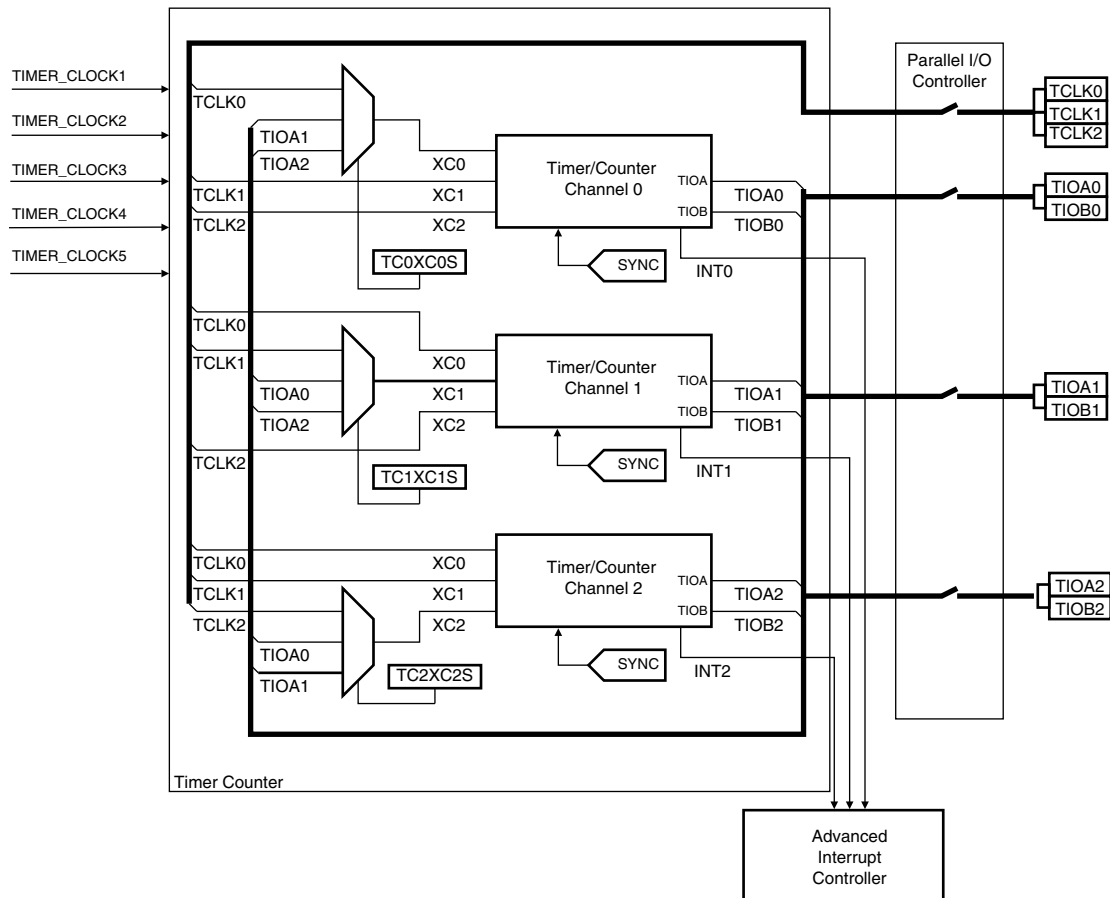 TIMER_CLOCK1
TIMER_CLOCK2
TIMER_CLOCK3
TIMER_CLOCK4
TIMER_CLOCK5
TCLK0
TIOA1
TIOA2
TCLK1
TCLK2
XC0
XC1
XC2
TC0XC0S
Timer/Counter
Channel 0
TIOA
TIOB
TIOA0
TIOB0
SYNC
INT0
TCLK0
TCLK1
TIOA0
TIOA2
TCLK2
XC0
XC1
XC2
TC1XC1S
Timer/Counter
Channel 1
TIOA
TIOB
TIOA1
TIOB1
SYNC
INT1
TCLK0
TCLK1
TCLK2
TIOA0
TIOA1
XC0
XC1
XC2
TC2XC2S
Timer/Counter
Channel 2
TIOA
TIOB
TIOA2
TIOB2
SYNC
INT2
Timer Counter
Parallel I/O
Controller
TCLK0
TCLK1
TCLK2
TIOA0
TIOB0
TIOA1
TIOB1
TIOA2
TIOB2
Advanced
Interrupt
Controller